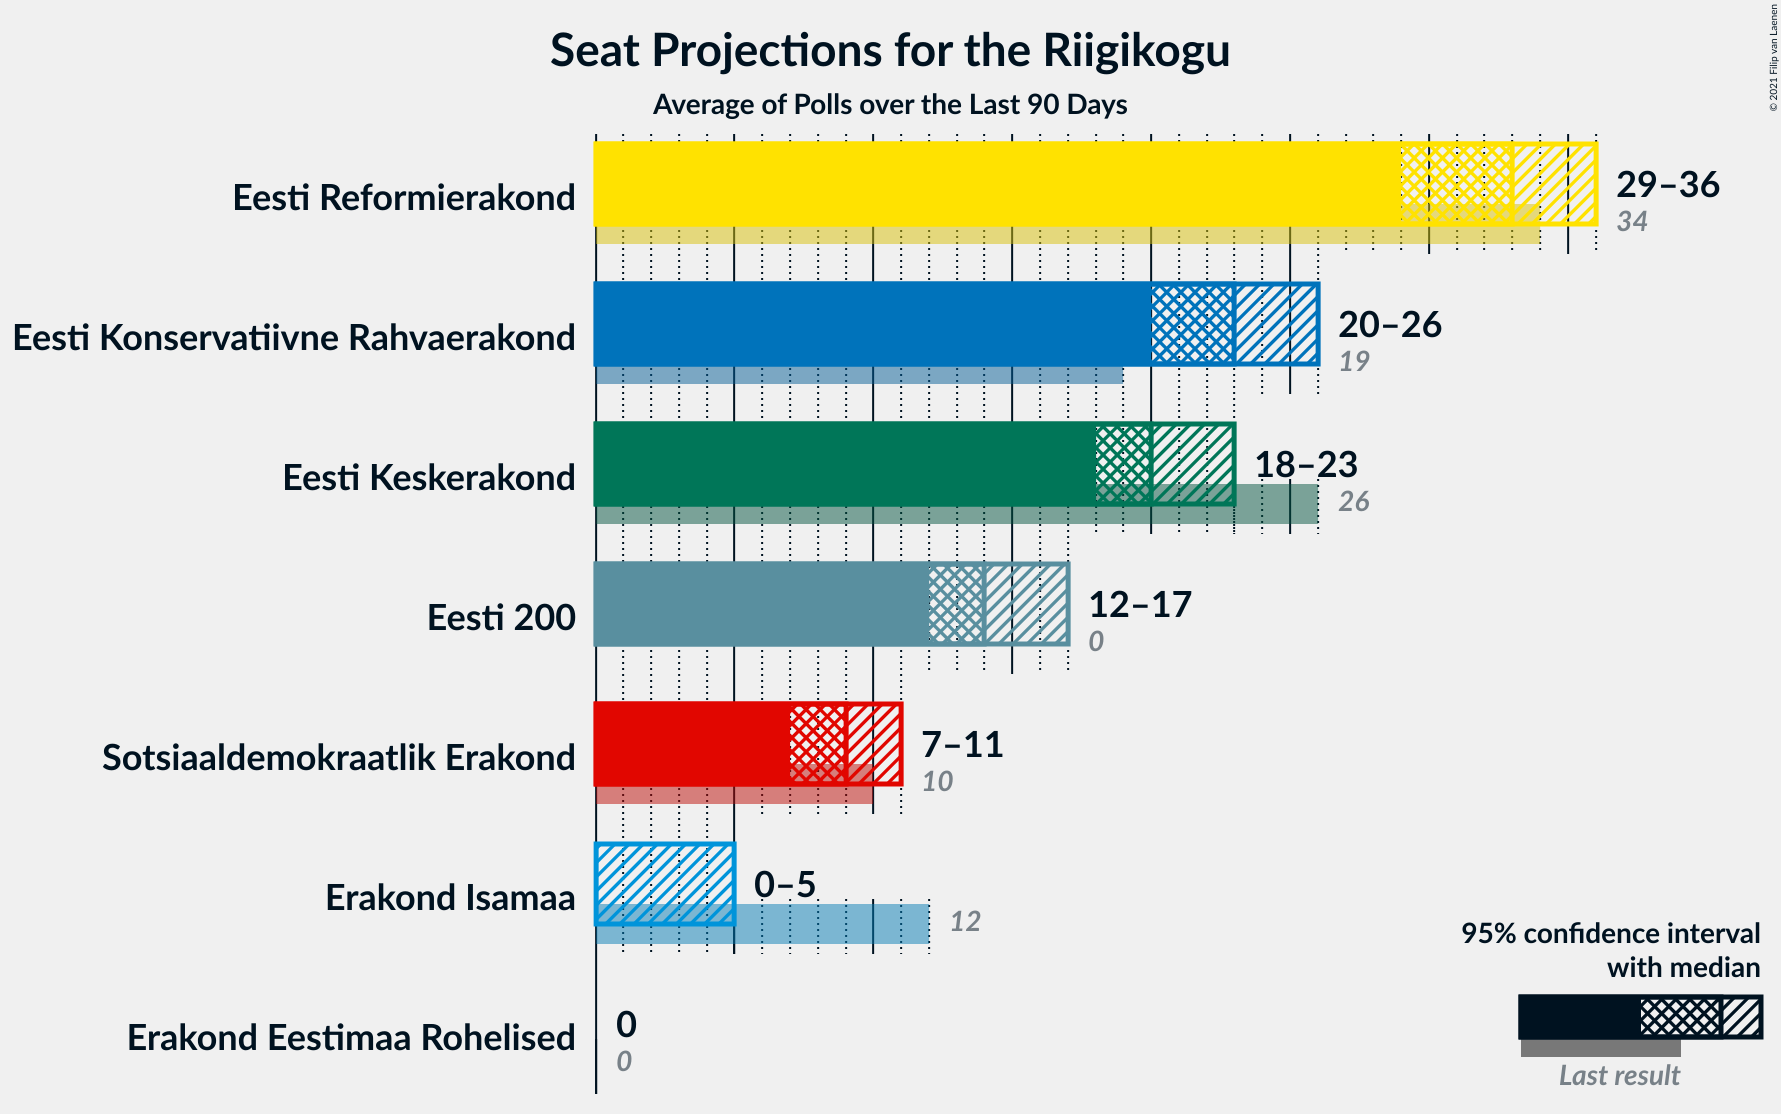 Seat Projections for the Riigikogu
Average of Polls over the Last 90 Days
© 2021 Filip van Laenen
Eesti Reformierakond
29–36
34
Eesti Konservatiivne Rahvaerakond
20–26
19
Eesti Keskerakond
18–23
26
Eesti 200
12–17
0
Sotsiaaldemokraatlik Erakond
7–11
10
Erakond Isamaa
0–5
12
Erakond Eestimaa Rohelised
0
0
95% confidence interval
with median
Last result